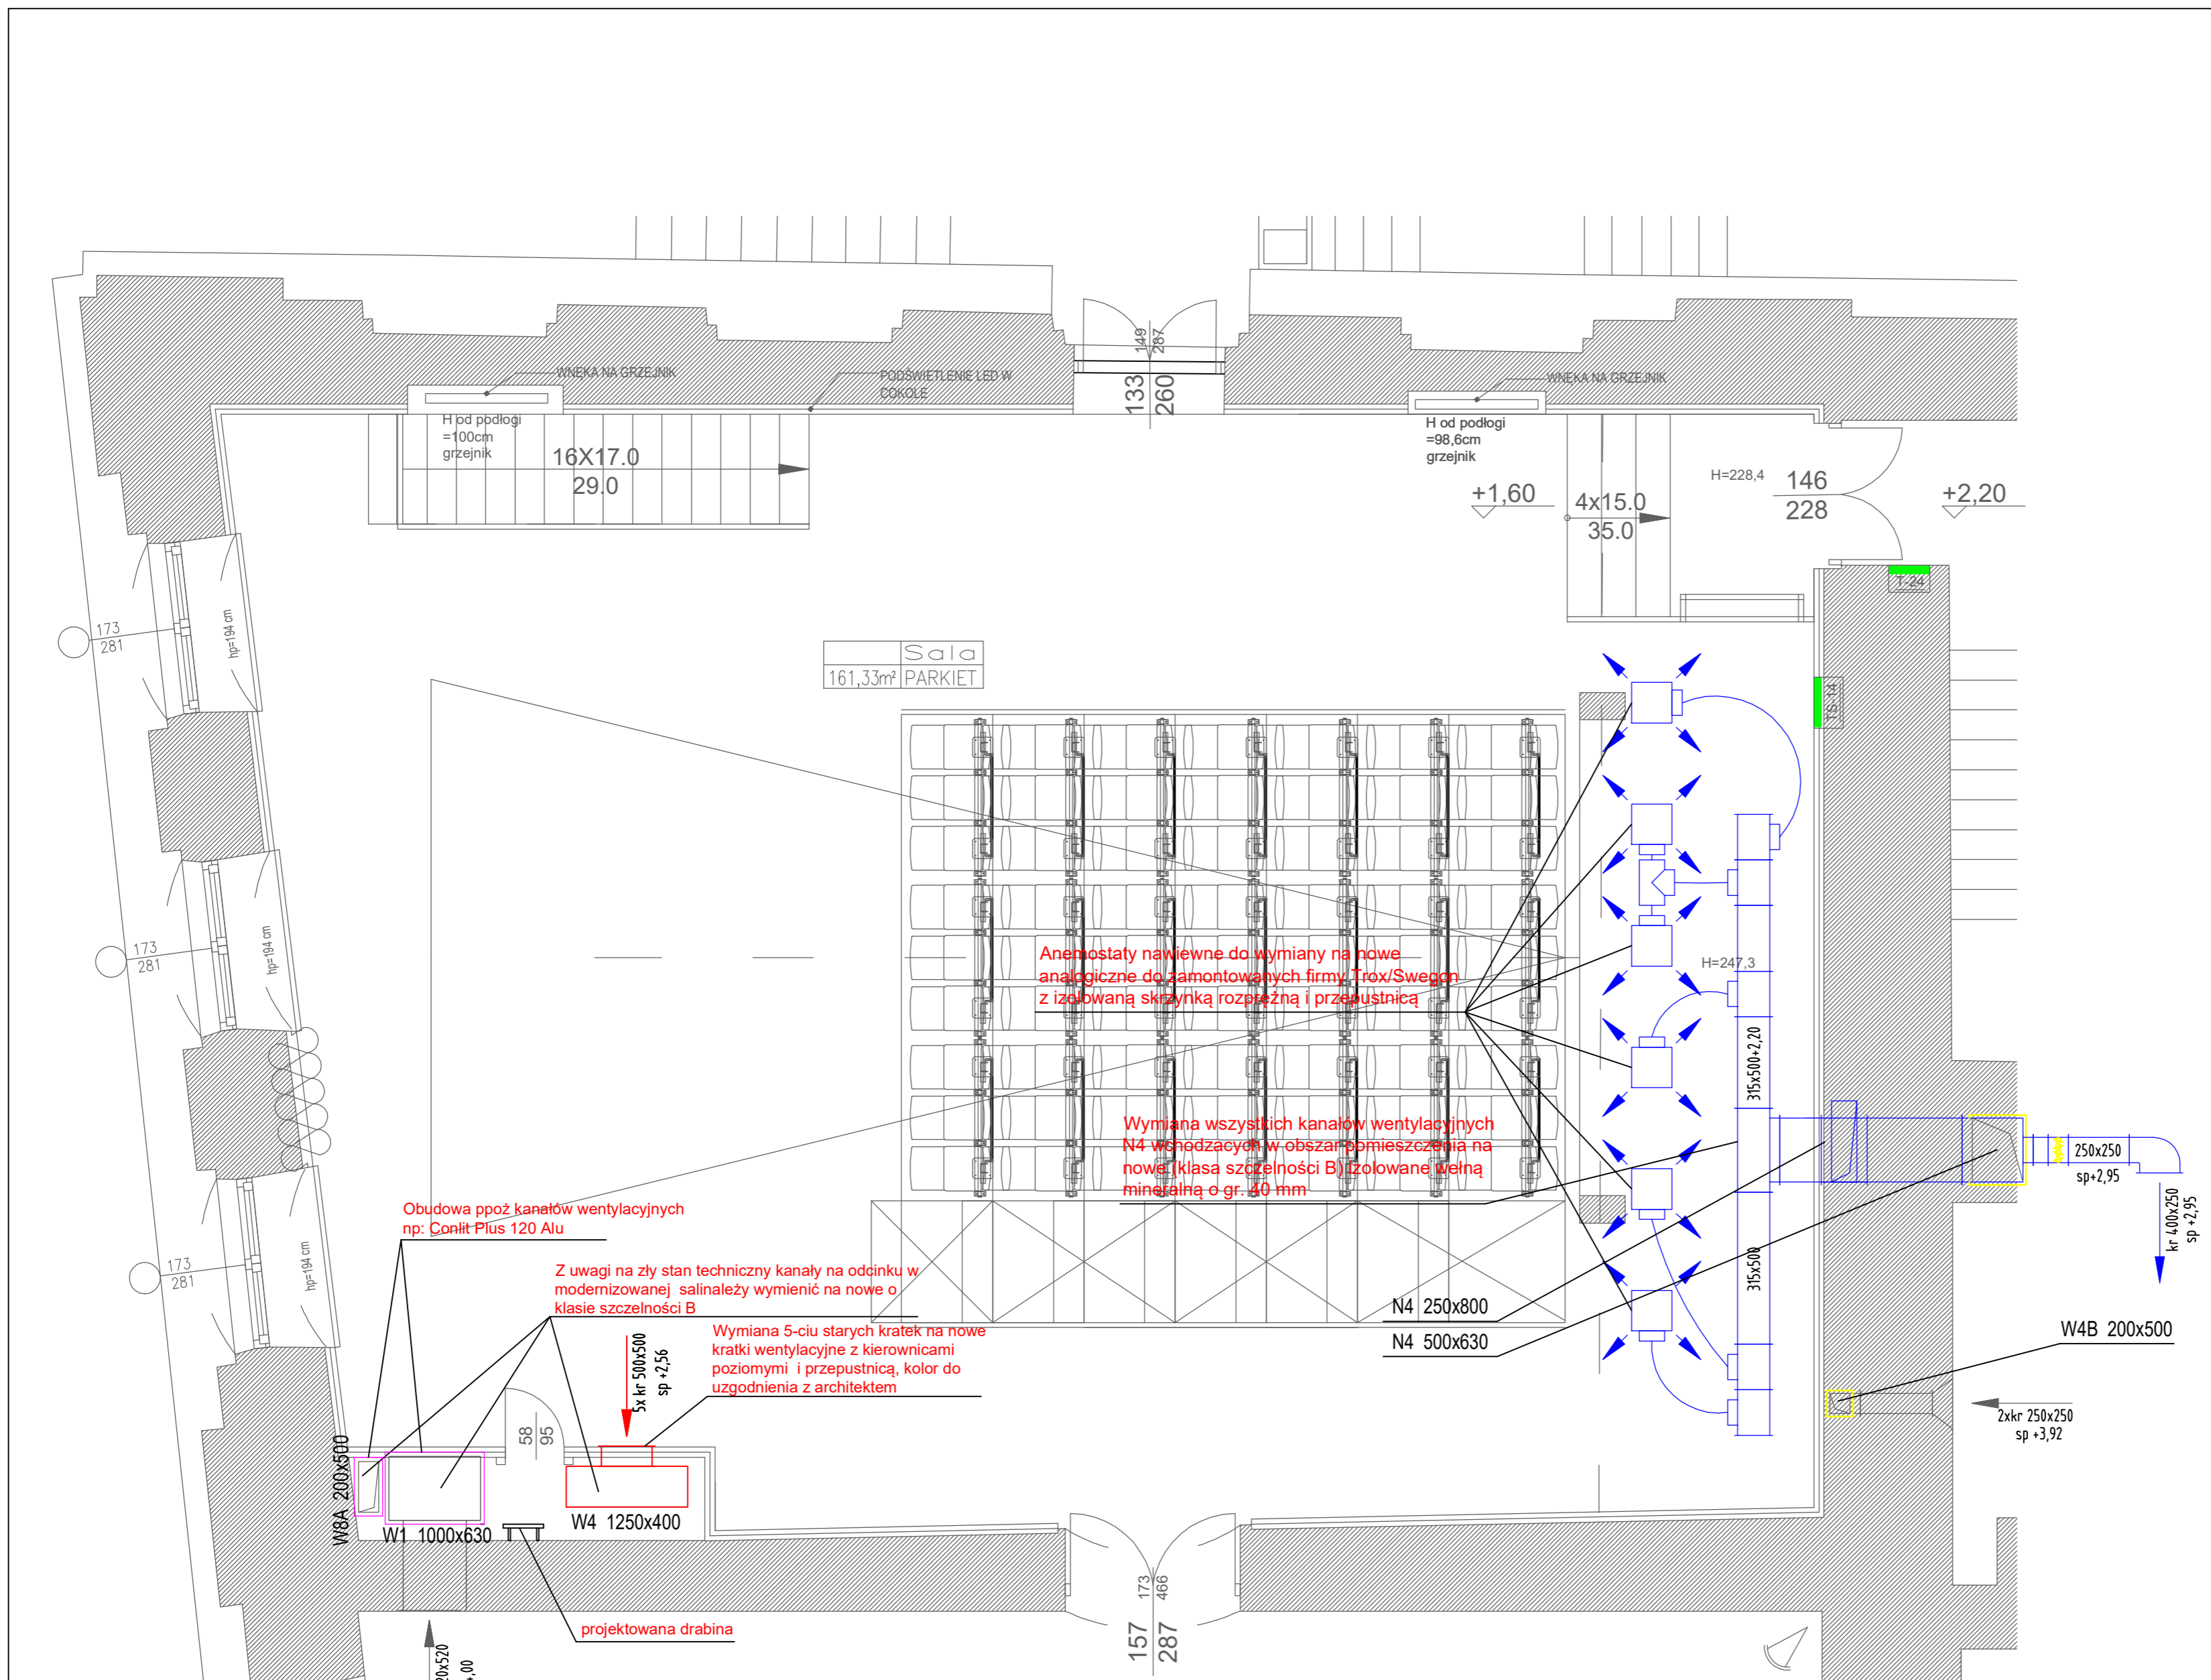 WNĘKA NA GRZEJNIK
PODŚWIETLENIE LED W
COKOLE
149
287
133
260
WNĘKA NA GRZEJNIK
H od podłogi
=100cm
grzejnik
16X17.0
29.0
H od podłogi
=98,6cm
grzejnik
+1,60
4x15.0
35.0
H=228,4
146
228
+2,20
T-24
173
281
hp=194 cm
Sala
161,33m² PARKIET
TS-14
173
281
hp=194 cm
Anemostaty nawiewne do wymiany na nowe
analogiczne do zamontowanych firmy Trox/Swegon
z izolowaną skrzynką rozprężną i przepustnicą
H=247,3
315x500+2,20
Wymiana wszystkich kanałów wentylacyjnych
N4 wchodzacych w obszar pomieszczenia na
nowe (klasa szczelności B) Izolowane wełną
mineralną o gr. 40 mm
250x250
sp+2,95
kr 400x250
sp +2,95
Obudowa ppoż kanałów wentylacyjnych
np: Conlit Plus 120 Alu
173
281
hp=194 cm
Z uwagi na zły stan techniczny kanały na odcinku w
modernizowanej salinależy wymienić na nowe o
klasie szczelności B
315x500
N4 250x800
N4 500x630
W4B 200x500
Wymiana 5-ciu starych kratek na nowe
kratki wentylacyjne z kierownicami
poziomymi i przepustnicą, kolor do
uzgodnienia z architektem
5x kr 500x500
sp +2,56
58
95
2xkr 250x250
sp +3,92
W8A 200x500
W1 1000x630
W4 1250x400
projektowana drabina
173
466
157
287
20x520
,00